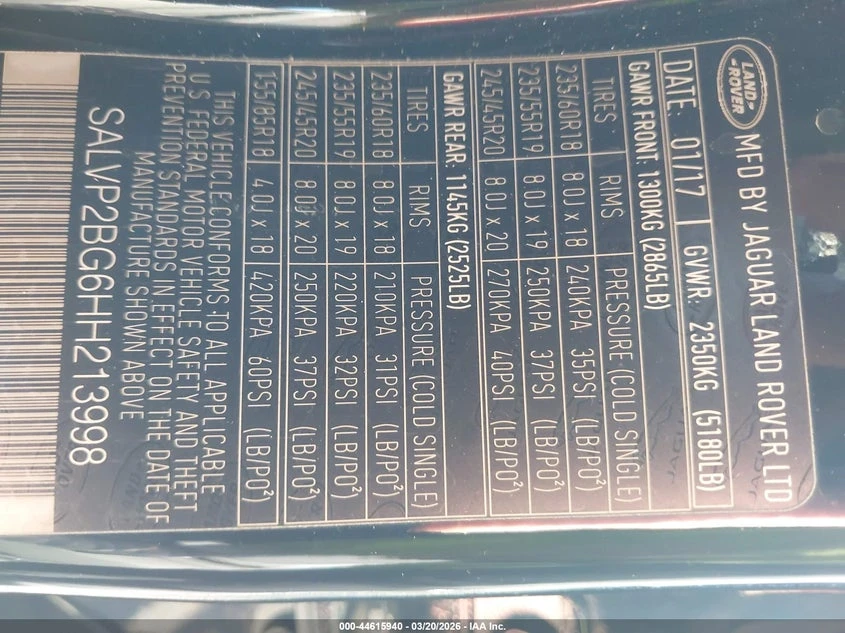 LAND-
-ROVER
MFD BY JAGUAR LAND ROVER LTD
DATE: 01/17 GVWR: 2350KG (5180LB)
GAWR FRONT: 1300KG (2865LB)
TIRES RIMS PRESSURE (COLD SINGLE)
235/60R18 8.0J x 18 240KPA 35PSI (LB/PO²)
235/55R19 8.0J x 19 250KPA 37PSI (LB/PO²)
245/45R20 8.0J x 20 270KPA 40PSI (LB/PO²)
GAWR REAR: 1145KG (2525LB)
TIRES RIMS PRESSURE (COLD SINGLE)
235/60R18 8.0J x 18 210KPA 31PSI (LB/PO²)
235/55R19 8.0J x 19 220KPA 32PSI (LB/PO²)
245/45R20 8.0J x 20 250KPA 37PSI (LB/PO²)
155/85R18 4.0J x 18 420KPA 60PSI (LB/PO²)
THIS VEHICLE CONFORMS TO ALL APPLICABLE
U S FEDERAL MOTOR VEHICLE SAFETY AND THEFT
PREVENTION STANDARDS IN EFFECT ON THE DATE OF
MANUFACTURE SHOWN ABOVE
SALVP2BG6HH213998
000-44615940 - 03/20/2026 - IAA Inc.